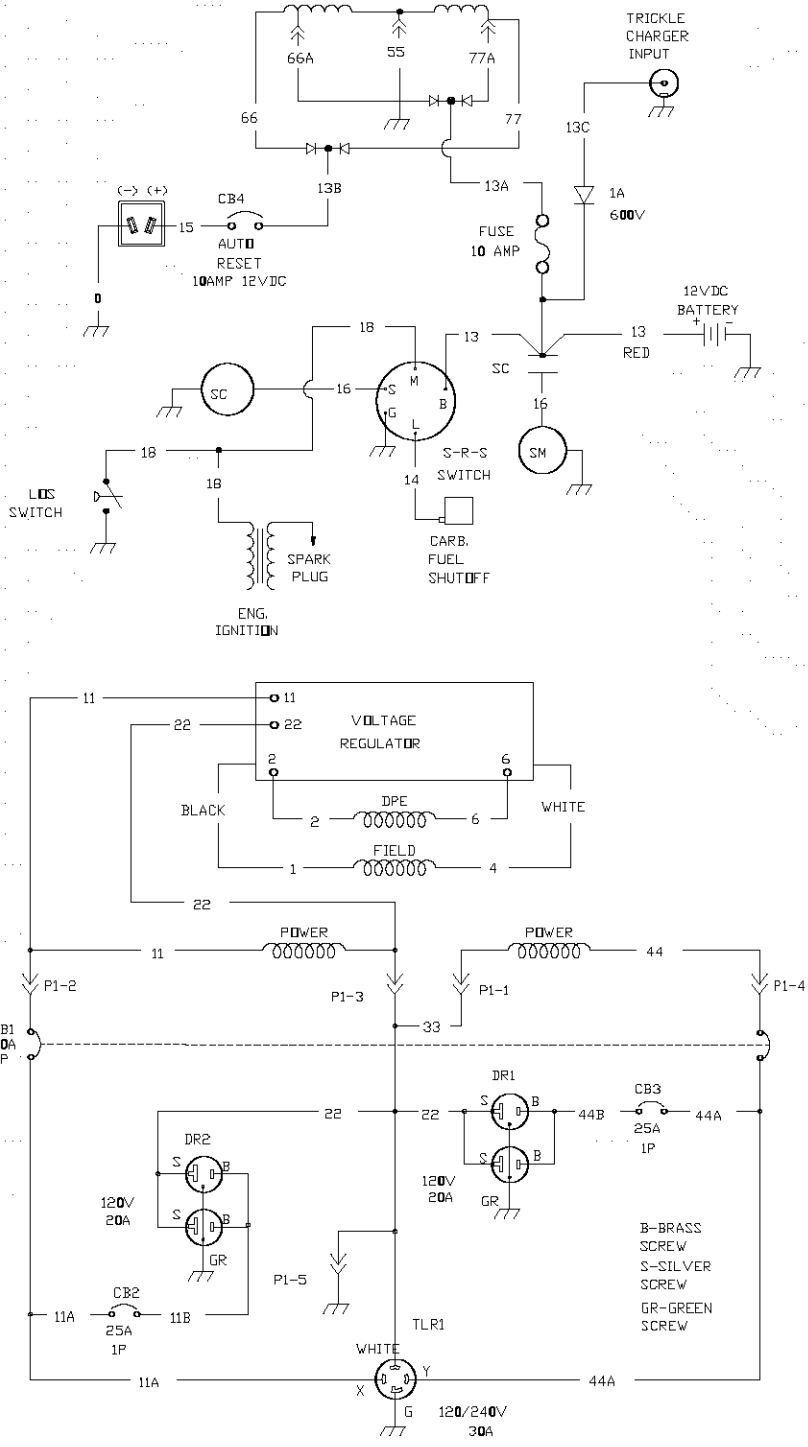 TRICKLE
CHARGER
INPUT
66A
55
77A
66
77
13C
13B
13A
1A
600V
(-) (+)
CB4
15
AUTO
RESET
10AMP 12VDC
FUSE
10 AMP
0
12VDC
BATTERY
+ -
18
13
13
RED
SC
SC
16
S
M
B
G
L
16
SM
18
S-R-S
SWITCH
LOS
SWITCH
18
14
SPARK
PLUG
CARB.
FUEL
SHUTOFF
ENG.
IGNITION
11
11
22
22
VOLTAGE
REGULATOR
2
6
BLACK
WHITE
DPE
2
6
FIELD
1
4
22
POWER
POWER
11
44
P1-2
P1-3
P1-1
P1-4
33
B1
0A
P
DR1
CB3
22
22
S
B
44B
44A
25A
1P
DR2
S
B
S
B
120V
20A
120V
20A
GR
S
B
GR
P1-5
B-BRASS
SCREW
S-SILVER
SCREW
GR-GREEN
SCREW
CB2
11A
11B
25A
1P
TLR1
WHITE
11A
X
Y
44A
G
120/240V
30A